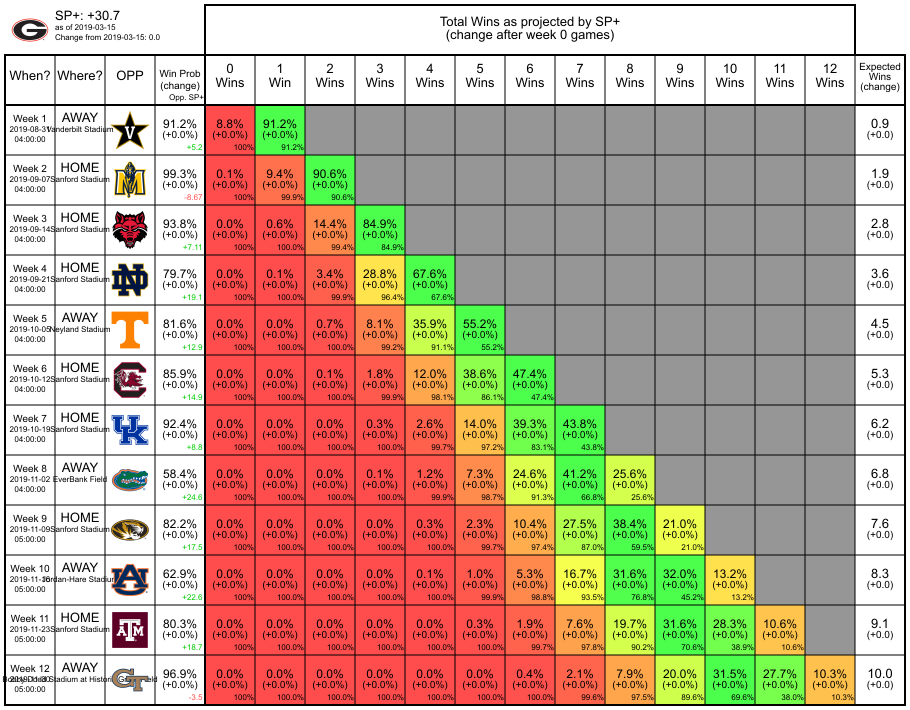 SP+: +30.7
as of 2019-03-15
Change from 2019-03-15: 0.0
Total Wins as projected by SP+
(change after week 0 games)
When? Where? OPP Win Prob (change) Opp. SP+ 0 Wins 1 Win 2 Wins 3 Wins 4 Wins 5 Wins 6 Wins 7 Wins 8 Wins 9 Wins 10 Wins 11 Wins 12 Wins Expected Wins (change)
Week 1 AWAY 91.2% 8.8% 91.2% 0.9
2019-08-31 Vanderbilt Stadium (+0.0%) (+0.0%) (+0.0%) (+0.0)
04:00:00 +5.2 100% 91.2%
Week 2 HOME 99.3% 0.1% 9.4% 90.6% 1.9
2019-09-07 Sanford Stadium (+0.0%) (+0.0%) (+0.0%) (+0.0%) (+0.0)
04:00:00 -8.67 100% 99.9% 90.6%
Week 3 HOME 93.8% 0.0% 0.6% 14.4% 84.9% 2.8
2019-09-14 Sanford Stadium (+0.0%) (+0.0%) (+0.0%) (+0.0%) (+0.0%) (+0.0)
04:00:00 +7.11 100% 100.0% 99.4% 84.9%
Week 4 HOME 79.7% 0.0% 0.1% 3.4% 28.8% 67.6% 3.6
2019-09-21 Sanford Stadium (+0.0%) (+0.0%) (+0.0%) (+0.0%) (+0.0%) (+0.0%) (+0.0)
04:00:00 +19.1 100% 100.0% 99.9% 96.4% 67.6%
Week 5 AWAY 81.6% 0.0% 0.0% 0.7% 8.1% 35.9% 55.2% 4.5
2019-10-05 Neyland Stadium (+0.0%) (+0.0%) (+0.0%) (+0.0%) (+0.0%) (+0.0%) (+0.0%) (+0.0)
04:00:00 +12.9 100% 100.0% 100.0% 99.2% 91.1% 55.2%
Week 6 HOME 85.9% 0.0% 0.0% 0.1% 1.8% 12.0% 38.6% 47.4% 5.3
2019-10-12 Sanford Stadium (+0.0%) (+0.0%) (+0.0%) (+0.0%) (+0.0%) (+0.0%) (+0.0%) (+0.0%) (+0.0)
04:00:00 +14.9 100% 100.0% 100.0% 99.9% 98.1% 86.1% 47.4%
Week 7 HOME 92.4% 0.0% 0.0% 0.0% 0.3% 2.6% 14.0% 39.3% 43.8% 6.2
2019-10-19 Sanford Stadium (+0.0%) (+0.0%) (+0.0%) (+0.0%) (+0.0%) (+0.0%) (+0.0%) (+0.0%) (+0.0%) (+0.0)
04:00:00 +8.8 100% 100.0% 100.0% 100.0% 99.7% 97.2% 83.1% 43.8%
Week 8 AWAY 58.4% 0.0% 0.0% 0.0% 0.1% 1.2% 7.3% 24.6% 41.2% 25.6% 6.8
2019-11-02 EverBank Field (+0.0%) (+0.0%) (+0.0%) (+0.0%) (+0.0%) (+0.0%) (+0.0%) (+0.0%) (+0.0%) (+0.0%) (+0.0)
04:00:00 +24.6 100% 100.0% 100.0% 100.0% 99.9% 98.7% 91.3% 66.8% 25.6%
Week 9 HOME 82.2% 0.0% 0.0% 0.0% 0.0% 0.3% 2.3% 10.4% 27.5% 38.4% 21.0% 7.6
2019-11-09 Sanford Stadium (+0.0%) (+0.0%) (+0.0%) (+0.0%) (+0.0%) (+0.0%) (+0.0%) (+0.0%) (+0.0%) (+0.0%) (+0.0%) (+0.0)
05:00:00 +17.5 100% 100.0% 100.0% 100.0% 100.0% 99.7% 97.4% 87.0% 59.5% 21.0%
Week 10 AWAY 62.9% 0.0% 0.0% 0.0% 0.0% 0.1% 1.0% 5.3% 16.7% 31.6% 32.0% 13.2% 8.3
Jordan-Hare Stadium (+0.0%) (+0.0%) (+0.0%) (+0.0%) (+0.0%) (+0.0%) (+0.0%) (+0.0%) (+0.0%) (+0.0%) (+0.0%) (+0.0%) (+0.0)
05:00:00 +22.6 100% 100.0% 100.0% 100.0% 100.0% 99.9% 98.8% 93.5% 76.8% 45.2% 13.2%
Week 11 HOME 80.3% 0.0% 0.0% 0.0% 0.0% 0.0% 0.3% 1.9% 7.6% 19.7% 31.6% 28.3% 10.6% 9.1
2019-11-23 Sanford Stadium (+0.0%) (+0.0%) (+0.0%) (+0.0%) (+0.0%) (+0.0%) (+0.0%) (+0.0%) (+0.0%) (+0.0%) (+0.0%) (+0.0%) (+0.0%) (+0.0)
05:00:00 +18.7 100% 100.0% 100.0% 100.0% 100.0% 100.0% 99.7% 97.8% 90.2% 70.6% 38.9% 10.6%
Week 12 AWAY 96.9% 0.0% 0.0% 0.0% 0.0% 0.0% 0.0% 0.4% 2.1% 7.9% 20.0% 31.5% 27.7% 10.3% 10.0
Stadium at Histori (+0.0%) (+0.0%) (+0.0%) (+0.0%) (+0.0%) (+0.0%) (+0.0%) (+0.0%) (+0.0%) (+0.0%) (+0.0%) (+0.0%) (+0.0%) (+0.0%) (+0.0)
05:00:00 -3.5 100% 100.0% 100.0% 100.0% 100.0% 100.0% 100.0% 99.6% 97.5% 89.6% 69.6% 38.0% 10.3%